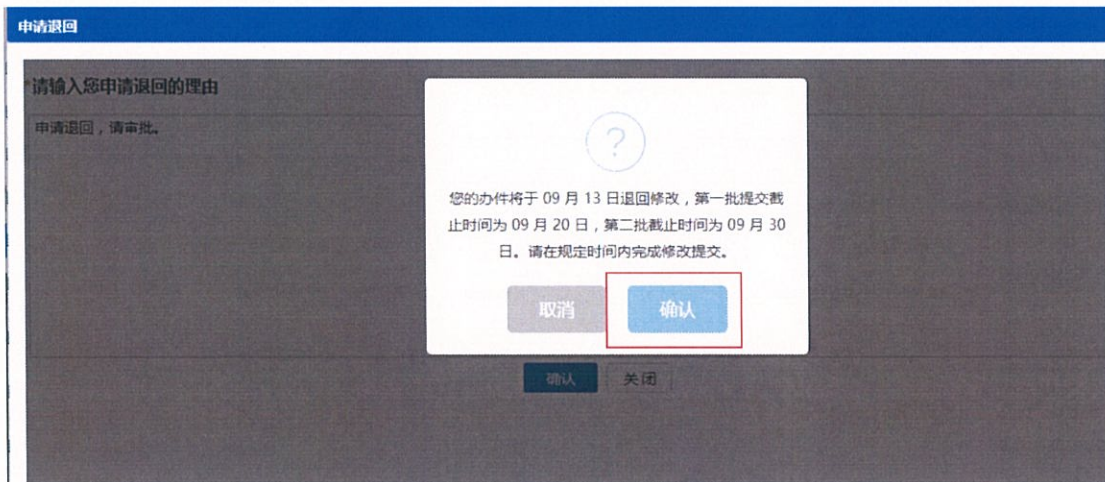 申请退回
*请输入您申请退回的理由
申请退回，请审批。
?
您的办件将于 09 月 13 日退回修改，第一批提交截
止时间为 09 月 20 日，第二批截止时间为 09 月 30
日。请在规定时间内完成修改提交。
取消 确认
确认 关闭